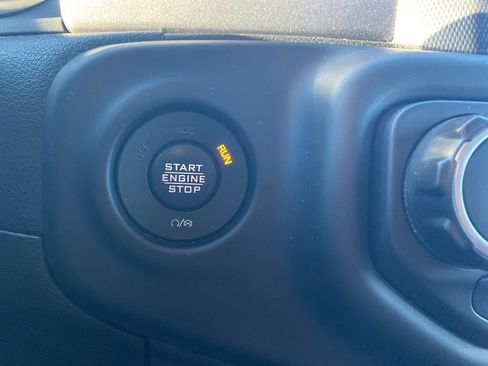 OFF
ACC
RUN
START
ENGINE
STOP